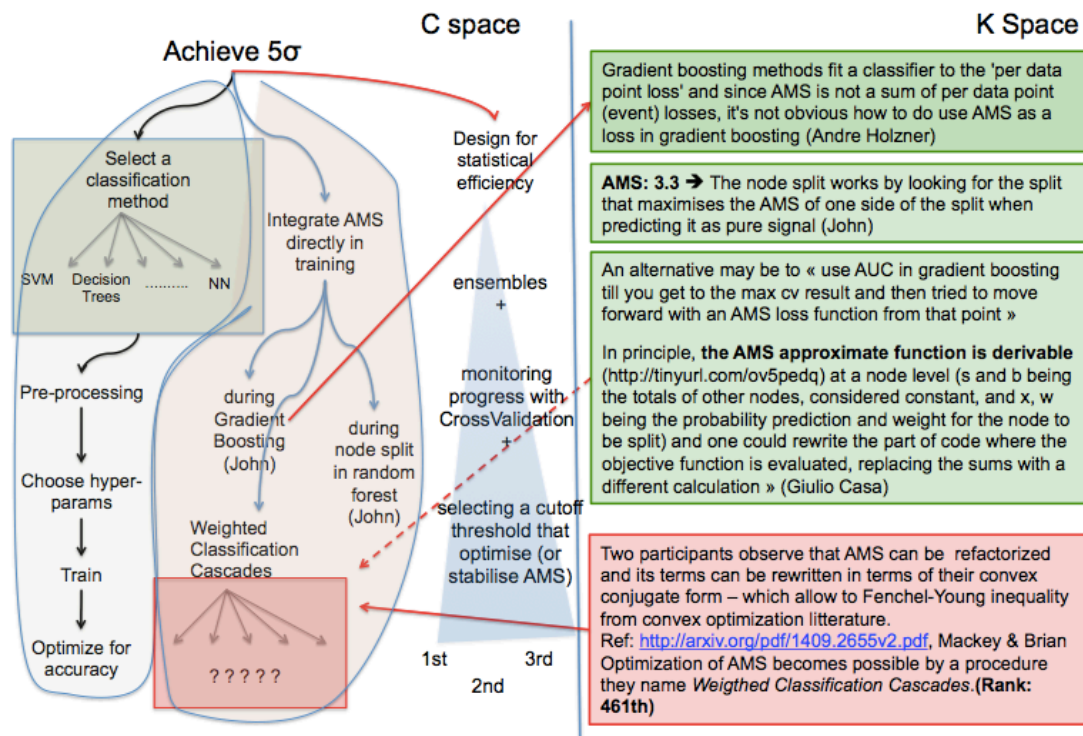 C space
K Space
Achieve 5σ
Select a
classification
method
SVM
Decision
Trees
..........
NN
Pre-processing
Choose hyper-
params
Train
Optimize for
accuracy
Integrate AMS
directly in
training
during
Gradient
Boosting
(John)
during
node split
in random
forest
(John)
Weighted
Classification
Cascades
? ? ? ? ?
Design for
statistical
efficiency
ensembles
+
monitoring
progress with
CrossValidation
+
selecting a cutoff
threshold that
optimise (or
stabilise AMS)
1st
2nd
3rd
Gradient boosting methods fit a classifier to the 'per data
point loss' and since AMS is not a sum of per data point
(event) losses, it's not obvious how to do use AMS as a
loss in gradient boosting (Andre Holzner)
AMS: 3.3 ➔ The node split works by looking for the split
that maximises the AMS of one side of the split when
predicting it as pure signal (John)
An alternative may be to « use AUC in gradient boosting
till you get to the max cv result and then tried to move
forward with an AMS loss function from that point »
In principle, the AMS approximate function is derivable
(http://tinyurl.com/ov5pedq) at a node level (s and b being
the totals of other nodes, considered constant, and x, w
being the probability prediction and weight for the node to
be split) and one could rewrite the part of code where the
objective function is evaluated, replacing the sums with a
different calculation » (Giulio Casa)
Two participants observe that AMS can be refactorized
and its terms can be rewritten in terms of their convex
conjugate form – which allow to Fenchel-Young inequality
from convex optimization litterature.
Ref: http://arxiv.org/pdf/1409.2655v2.pdf, Mackey & Brian
Optimization of AMS becomes possible by a procedure
they name Weigthed Classification Cascades.(Rank:
461th)